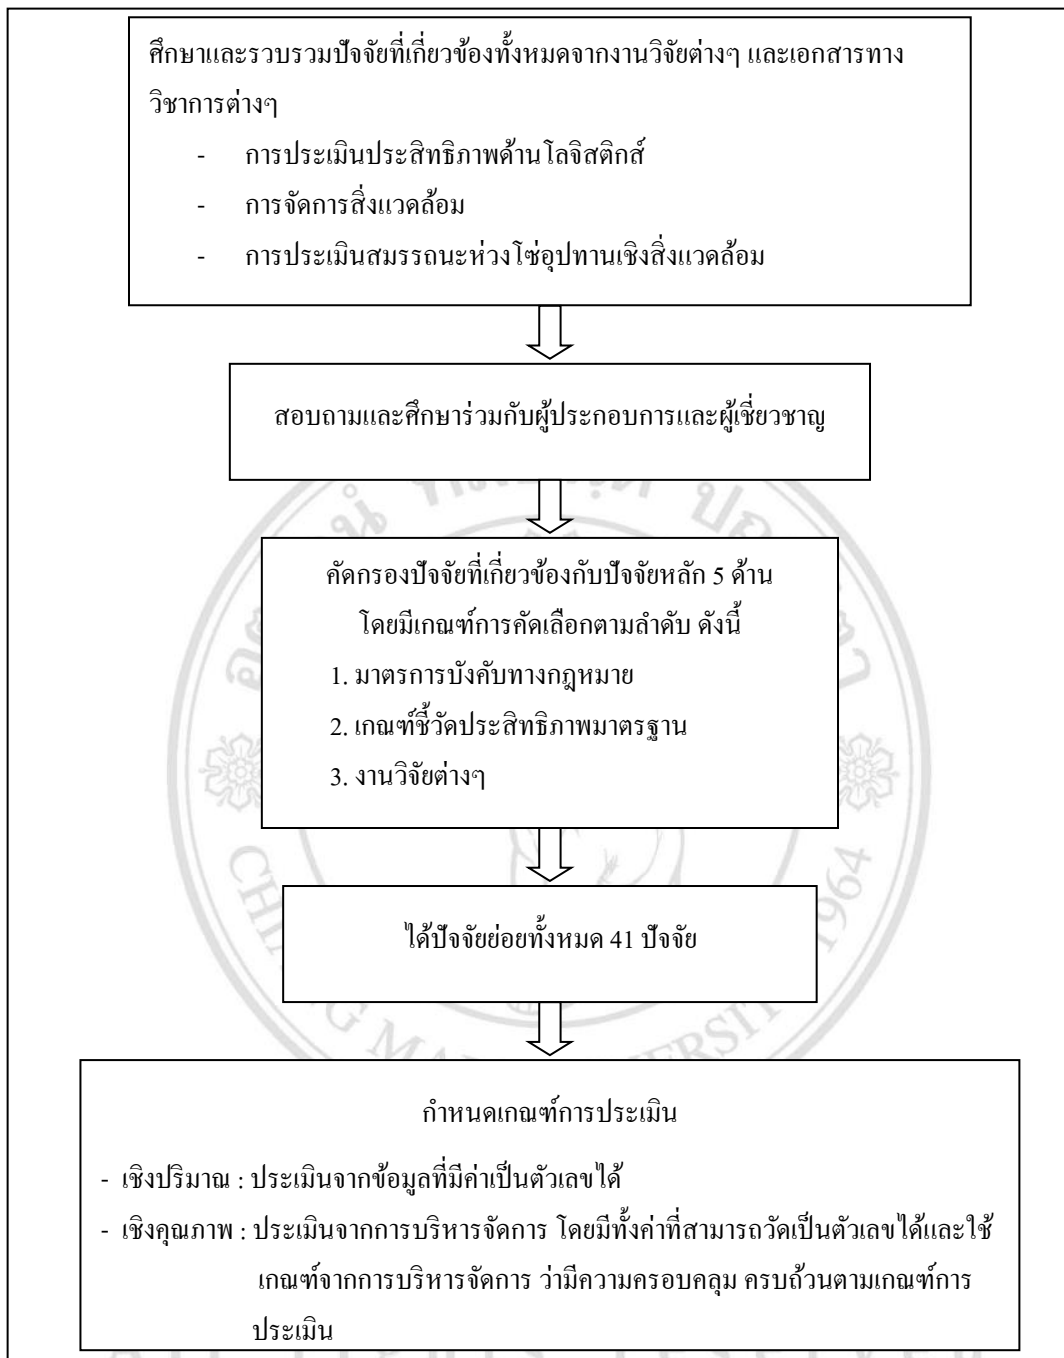 ศึกษาและรวบรวมปัจจัยที่เกี่ยวข้องทั้งหมดจากงานวิจัยต่างๆ และเอกสารทาง
วิชาการต่างๆ
- การประเมินประสิทธิภาพด้านโลจิสติกส์
- การจัดการสิ่งแวดล้อม
- การประเมินสมรรถนะห่วงโซ่อุปทานเชิงสิ่งแวดล้อม
สอบถามและศึกษาร่วมกับผู้ประกอบการและผู้เชี่ยวชาญ
คัดกรองปัจจัยที่เกี่ยวข้องกับปัจจัยหลัก 5 ด้าน
โดยมีเกณฑ์การคัดเลือกตามลำดับ ดังนี้
1. มาตรการบังคับทางกฎหมาย
2. เกณฑ์ชี้วัดประสิทธิภาพมาตรฐาน
3. งานวิจัยต่างๆ
1964
ได้ปัจจัยย่อยทั้งหมด 41 ปัจจัย
กำหนดเกณฑ์การประเมิน
- เชิงปริมาณ : ประเมินจากข้อมูลที่มีค่าเป็นตัวเลขได้
- เชิงคุณภาพ : ประเมินจากการบริหารจัดการ โดยมีทั้งค่าที่สามารถวัดเป็นตัวเลขได้และใช้
เกณฑ์จากการบริหารจัดการ ว่ามีความครอบคลุม ครบถ้วนตามเกณฑ์การ
ประเมิน